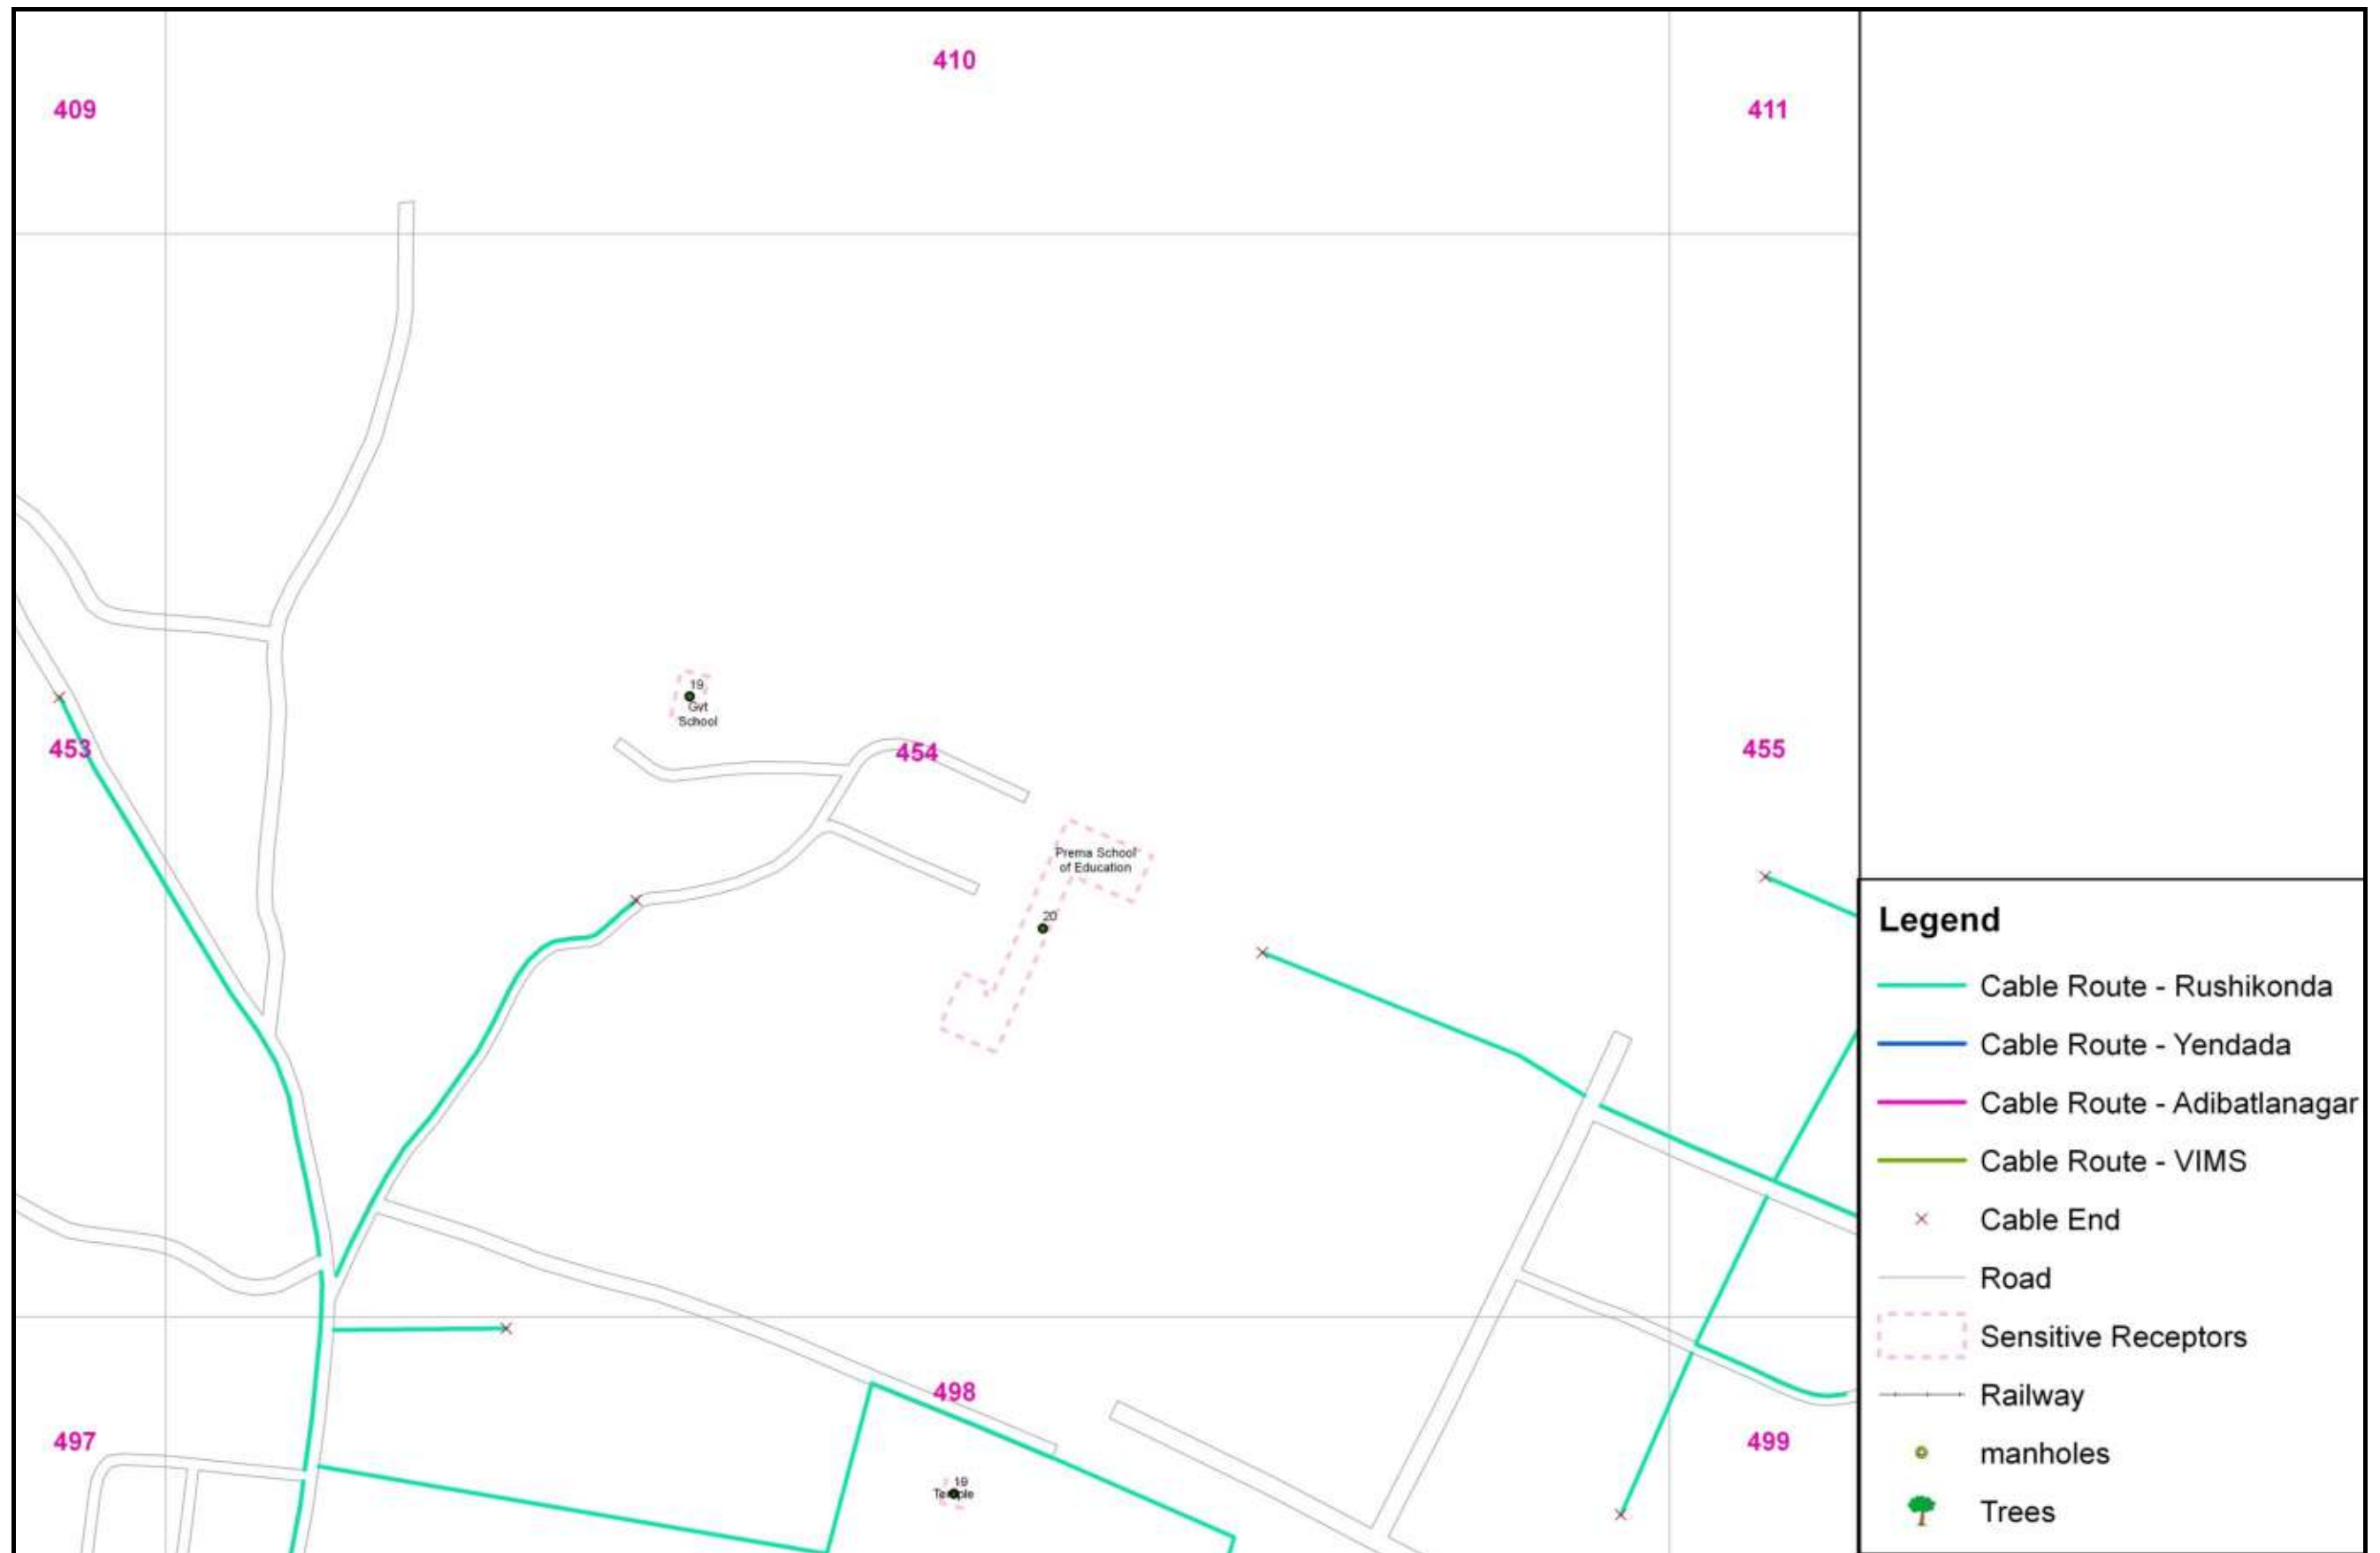 410
409
411
19
Gvt
School
453
454
455
Prema School
of Education
20
498
497
499
19
Temple
Legend
Cable Route - Rushikonda
Cable Route - Yendada
Cable Route - Adibatlanagar
Cable Route - VIMS
Cable End
Road
Sensitive Receptors
Railway
manholes
Trees